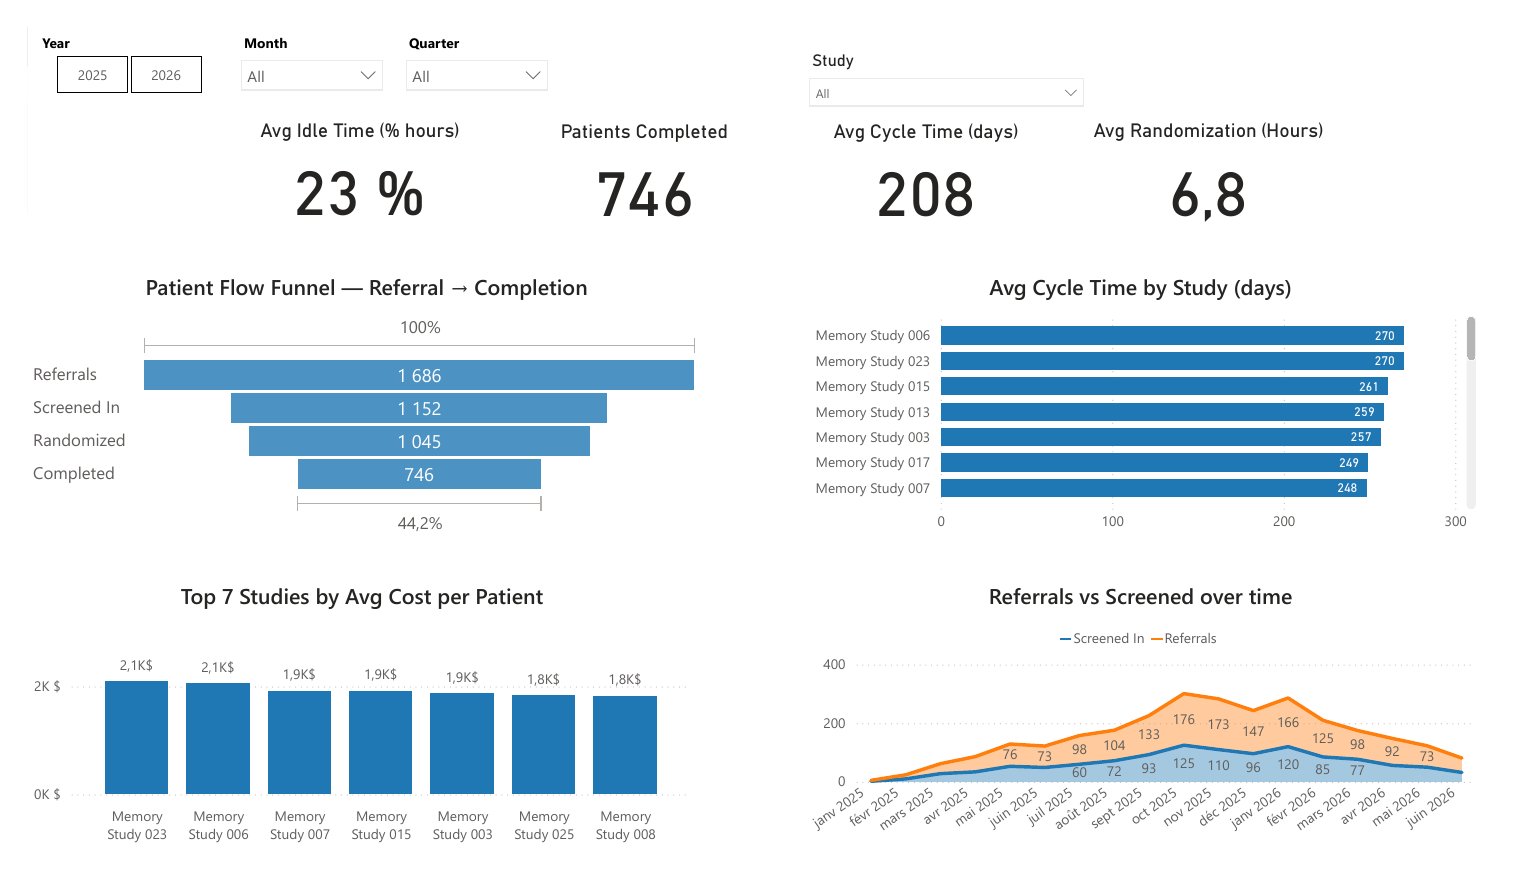 Year
2025
2026
Month
All
Quarter
All
Study
All
Avg Idle Time (% hours)
23 %
Patients Completed
746
Avg Cycle Time (days)
208
Avg Randomization (Hours)
6,8
Patient Flow Funnel — Referral → Completion
100%
Referrals
1 686
Screened In
1 152
Randomized
1 045
Completed
746
44,2%
Avg Cycle Time by Study (days)
Memory Study 006
270
Memory Study 023
270
Memory Study 015
261
Memory Study 013
259
Memory Study 003
257
Memory Study 017
249
Memory Study 007
248
0
100
200
300
Top 7 Studies by Avg Cost per Patient
2K $
0K $
2,1K$
2,1K$
1,9K$
1,9K$
1,9K$
1,8K$
1,8K$
Memory
Study 023
Memory
Study 006
Memory
Study 007
Memory
Study 015
Memory
Study 003
Memory
Study 025
Memory
Study 008
Referrals vs Screened over time
Screened In
Referrals
400
200
0
76
73
98
104
133
176
173
147
166
125
98
92
73
60
72
93
125
110
96
120
85
77
janv 2025
févr 2025
mars 2025
avr 2025
mai 2025
juin 2025
juil 2025
août 2025
sept 2025
oct 2025
nov 2025
déc 2025
janv 2026
févr 2026
mars 2026
avr 2026
mai 2026
juin 2026